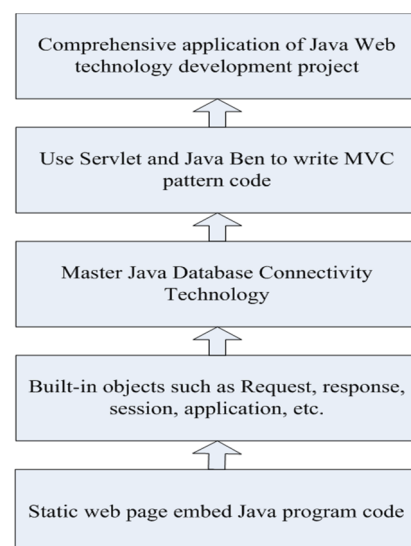 Comprehensive application of Java Web
technology development project
Use Servlet and Java Ben to write MVC
pattern code
Master Java Database Connectivity
Technology
Built-in objects such as Request, response,
session, application, etc.
Static web page embed Java program code